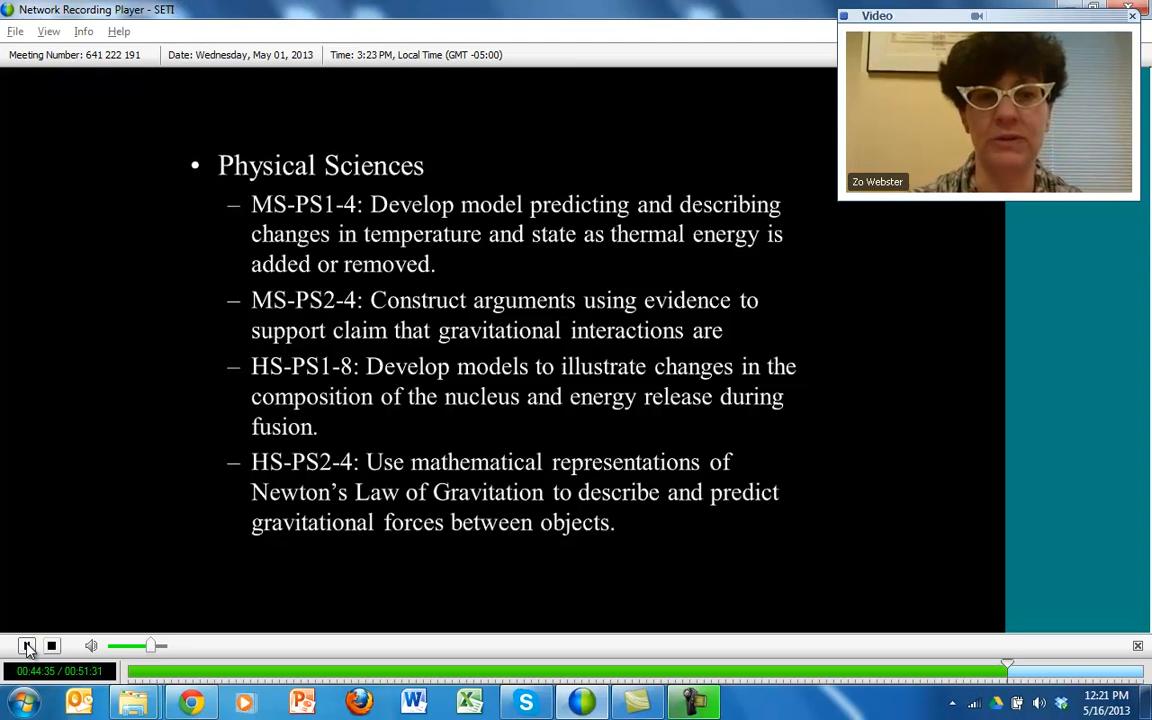 Network Recording Player - SETI
Video
File View Info Help
Meeting Number: 641 222 191 Date: Wednesday, May 01, 2013 Time: 3:23 PM, Local Time (GMT -05:00)
Zo Webster
• Physical Sciences
– MS-PS1-4: Develop model predicting and describing
changes in temperature and state as thermal energy is
added or removed.
– MS-PS2-4: Construct arguments using evidence to
support claim that gravitational interactions are
– HS-PS1-8: Develop models to illustrate changes in the
composition of the nucleus and energy release during
fusion.
– HS-PS2-4: Use mathematical representations of
Newton’s Law of Gravitation to describe and predict
gravitational forces between objects.
00:44:35 / 00:51:31
12:21 PM
5/16/2013